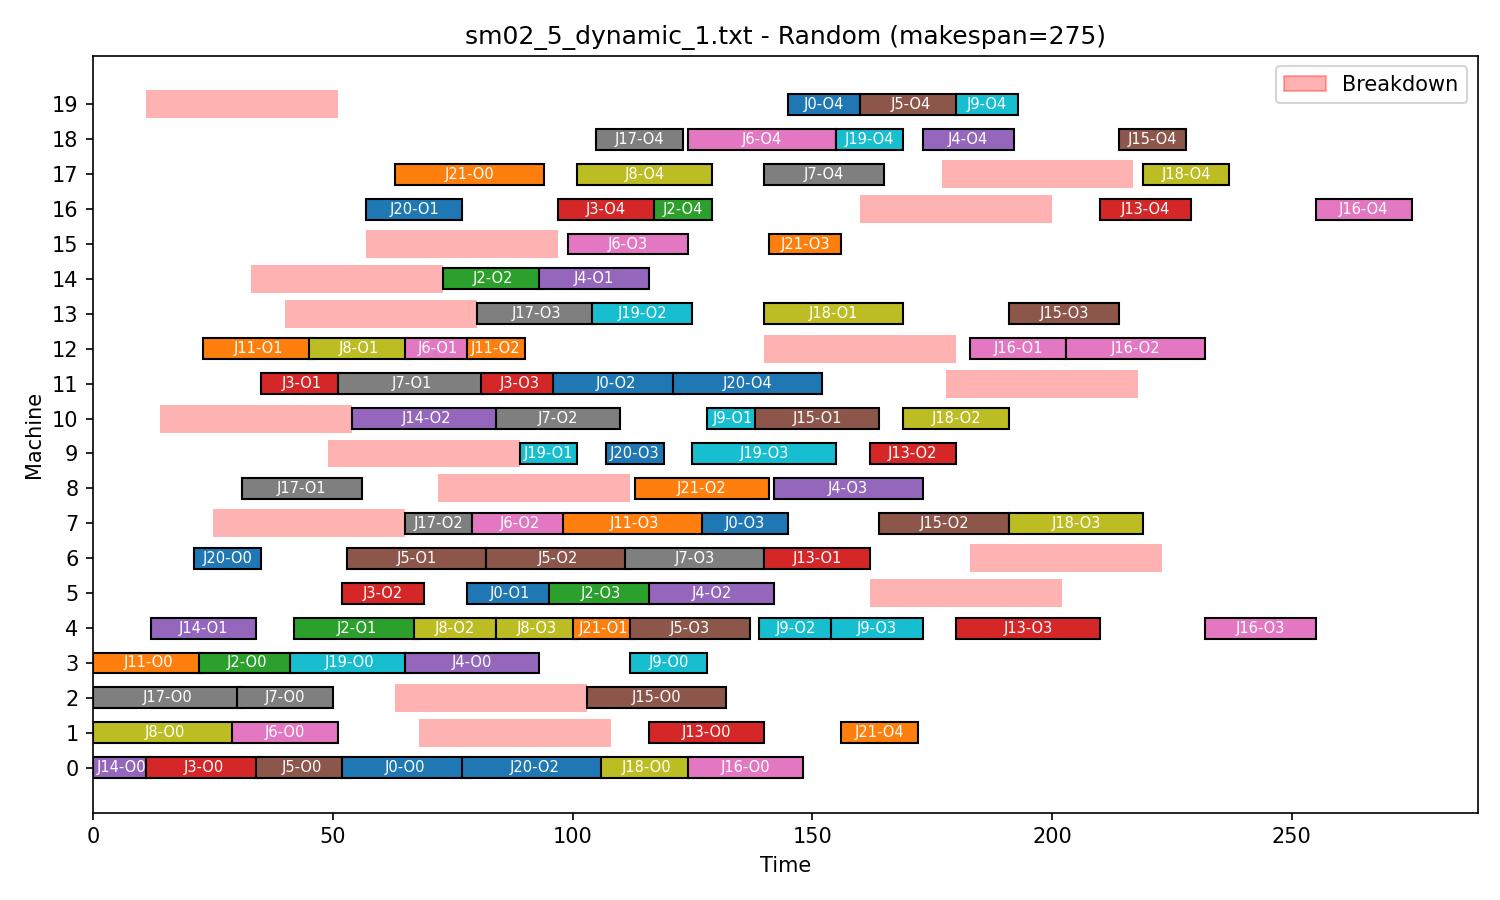 sm02_5_dynamic_1.txt - Random (makespan=275)
Breakdown
19 J0-O4 J5-O4 J9-O4
18 J17-O4 J6-O4 J19-O4 J4-O4 J15-O4
17 J21-O0 J8-O4 J7-O4 J18-O4
16 J20-O1 J3-O4 J2-O4 J13-O4 J16-O4
15 J6-O3 J21-O3
14 J2-O2 J4-O1
13 J17-O3 J19-O2 J18-O1 J15-O3
12 J11-O1 J8-O1 J6-O1 J11-O2 J16-O1 J16-O2
11 J3-O1 J7-O1 J3-O3 J0-O2 J20-O4
10 J14-O2 J7-O2 J9-O1 J15-O1 J18-O2
9 J19-O1 J20-O3 J19-O3 J13-O2
8 J17-O1 J21-O2 J4-O3
7 J17-O2 J6-O2 J11-O3 J0-O3 J15-O2 J18-O3
6 J20-O0 J5-O1 J5-O2 J7-O3 J13-O1
5 J3-O2 J0-O1 J2-O3 J4-O2
4 J14-O1 J2-O1 J8-O2 J8-O3 J21-O1 J5-O3 J9-O2 J9-O3 J13-O3 J16-O3
3 J11-O0 J2-O0 J19-O0 J4-O0 J9-O0
2 J17-O0 J7-O0 J15-O0
1 J8-O0 J6-O0 J13-O0 J21-O4
0 J14-O0 J3-O0 J5-O0 J0-O0 J20-O2 J18-O0 J16-O0
Machine
0 50 100 150 200 250
Time